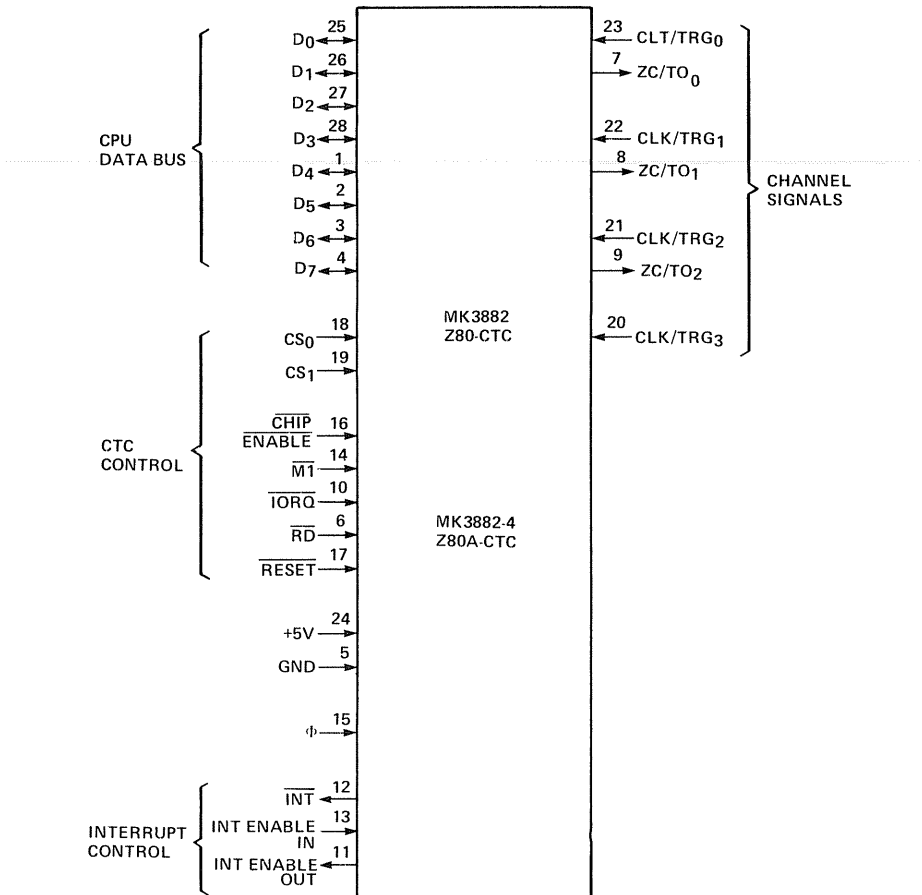 25
D0
26
D1
27
D2
28
D3
1
D4
2
D5
3
D6
4
D7
CPU
DATA BUS
18
CS0
19
CS1
16
CHIP
ENABLE
14
M1
10
IORQ
6
RD
17
RESET
CTC
CONTROL
24
+5V
5
GND
15
Φ
12
INT
13
INT ENABLE
IN
11
INT ENABLE
OUT
INTERRUPT
CONTROL
MK3882
Z80-CTC
MK3882-4
Z80A-CTC
23
CLT/TRG0
7
ZC/TO0
22
CLK/TRG1
8
ZC/TO1
21
CLK/TRG2
9
ZC/TO2
20
CLK/TRG3
CHANNEL
SIGNALS